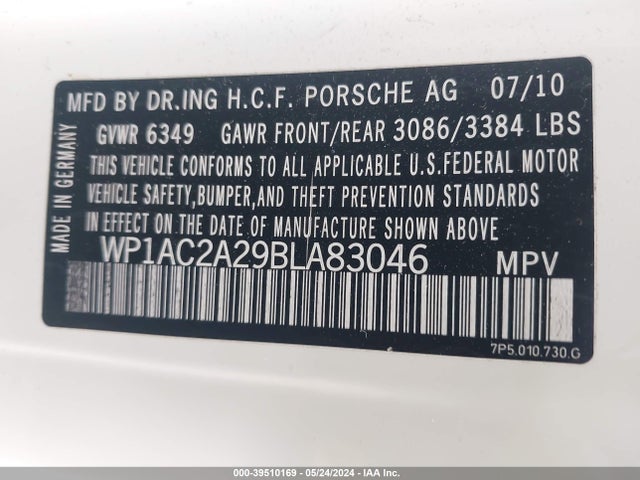 MADE IN GERMANY
MFD BY DR.ING H.C.F. PORSCHE AG 07/10
GVWR 6349 GAWR FRONT/REAR 3086/3384 LBS
THIS VEHICLE CONFORMS TO ALL APPLICABLE U.S.FEDERAL MOTOR
VEHICLE SAFETY,BUMPER,AND THEFT PREVENTION STANDARDS
IN EFFECT ON THE DATE OF MANUFACTURE SHOWN ABOVE.
WP1AC2A29BLA83046 MPV
7P5.010.730.G
000-39510169 - 05/24/2024 - IAAI.COM